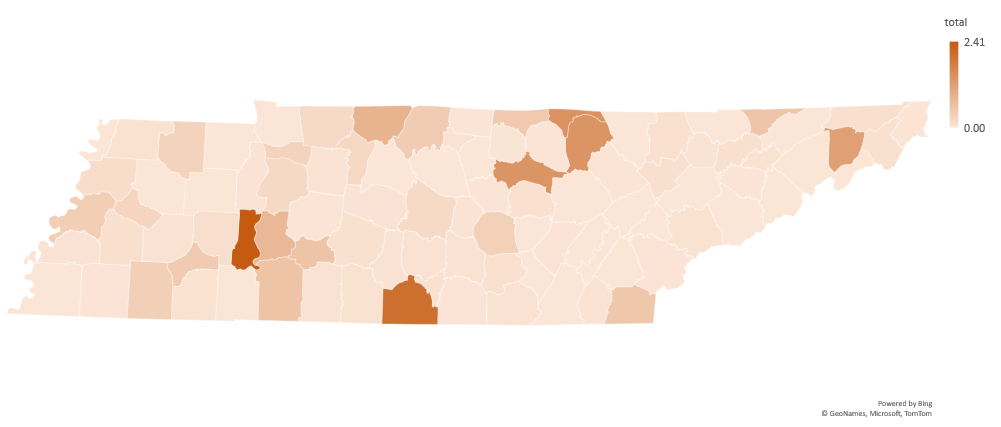 total
2.41
0.00
Powered by Bing
© GeoNames, Microsoft, TomTom